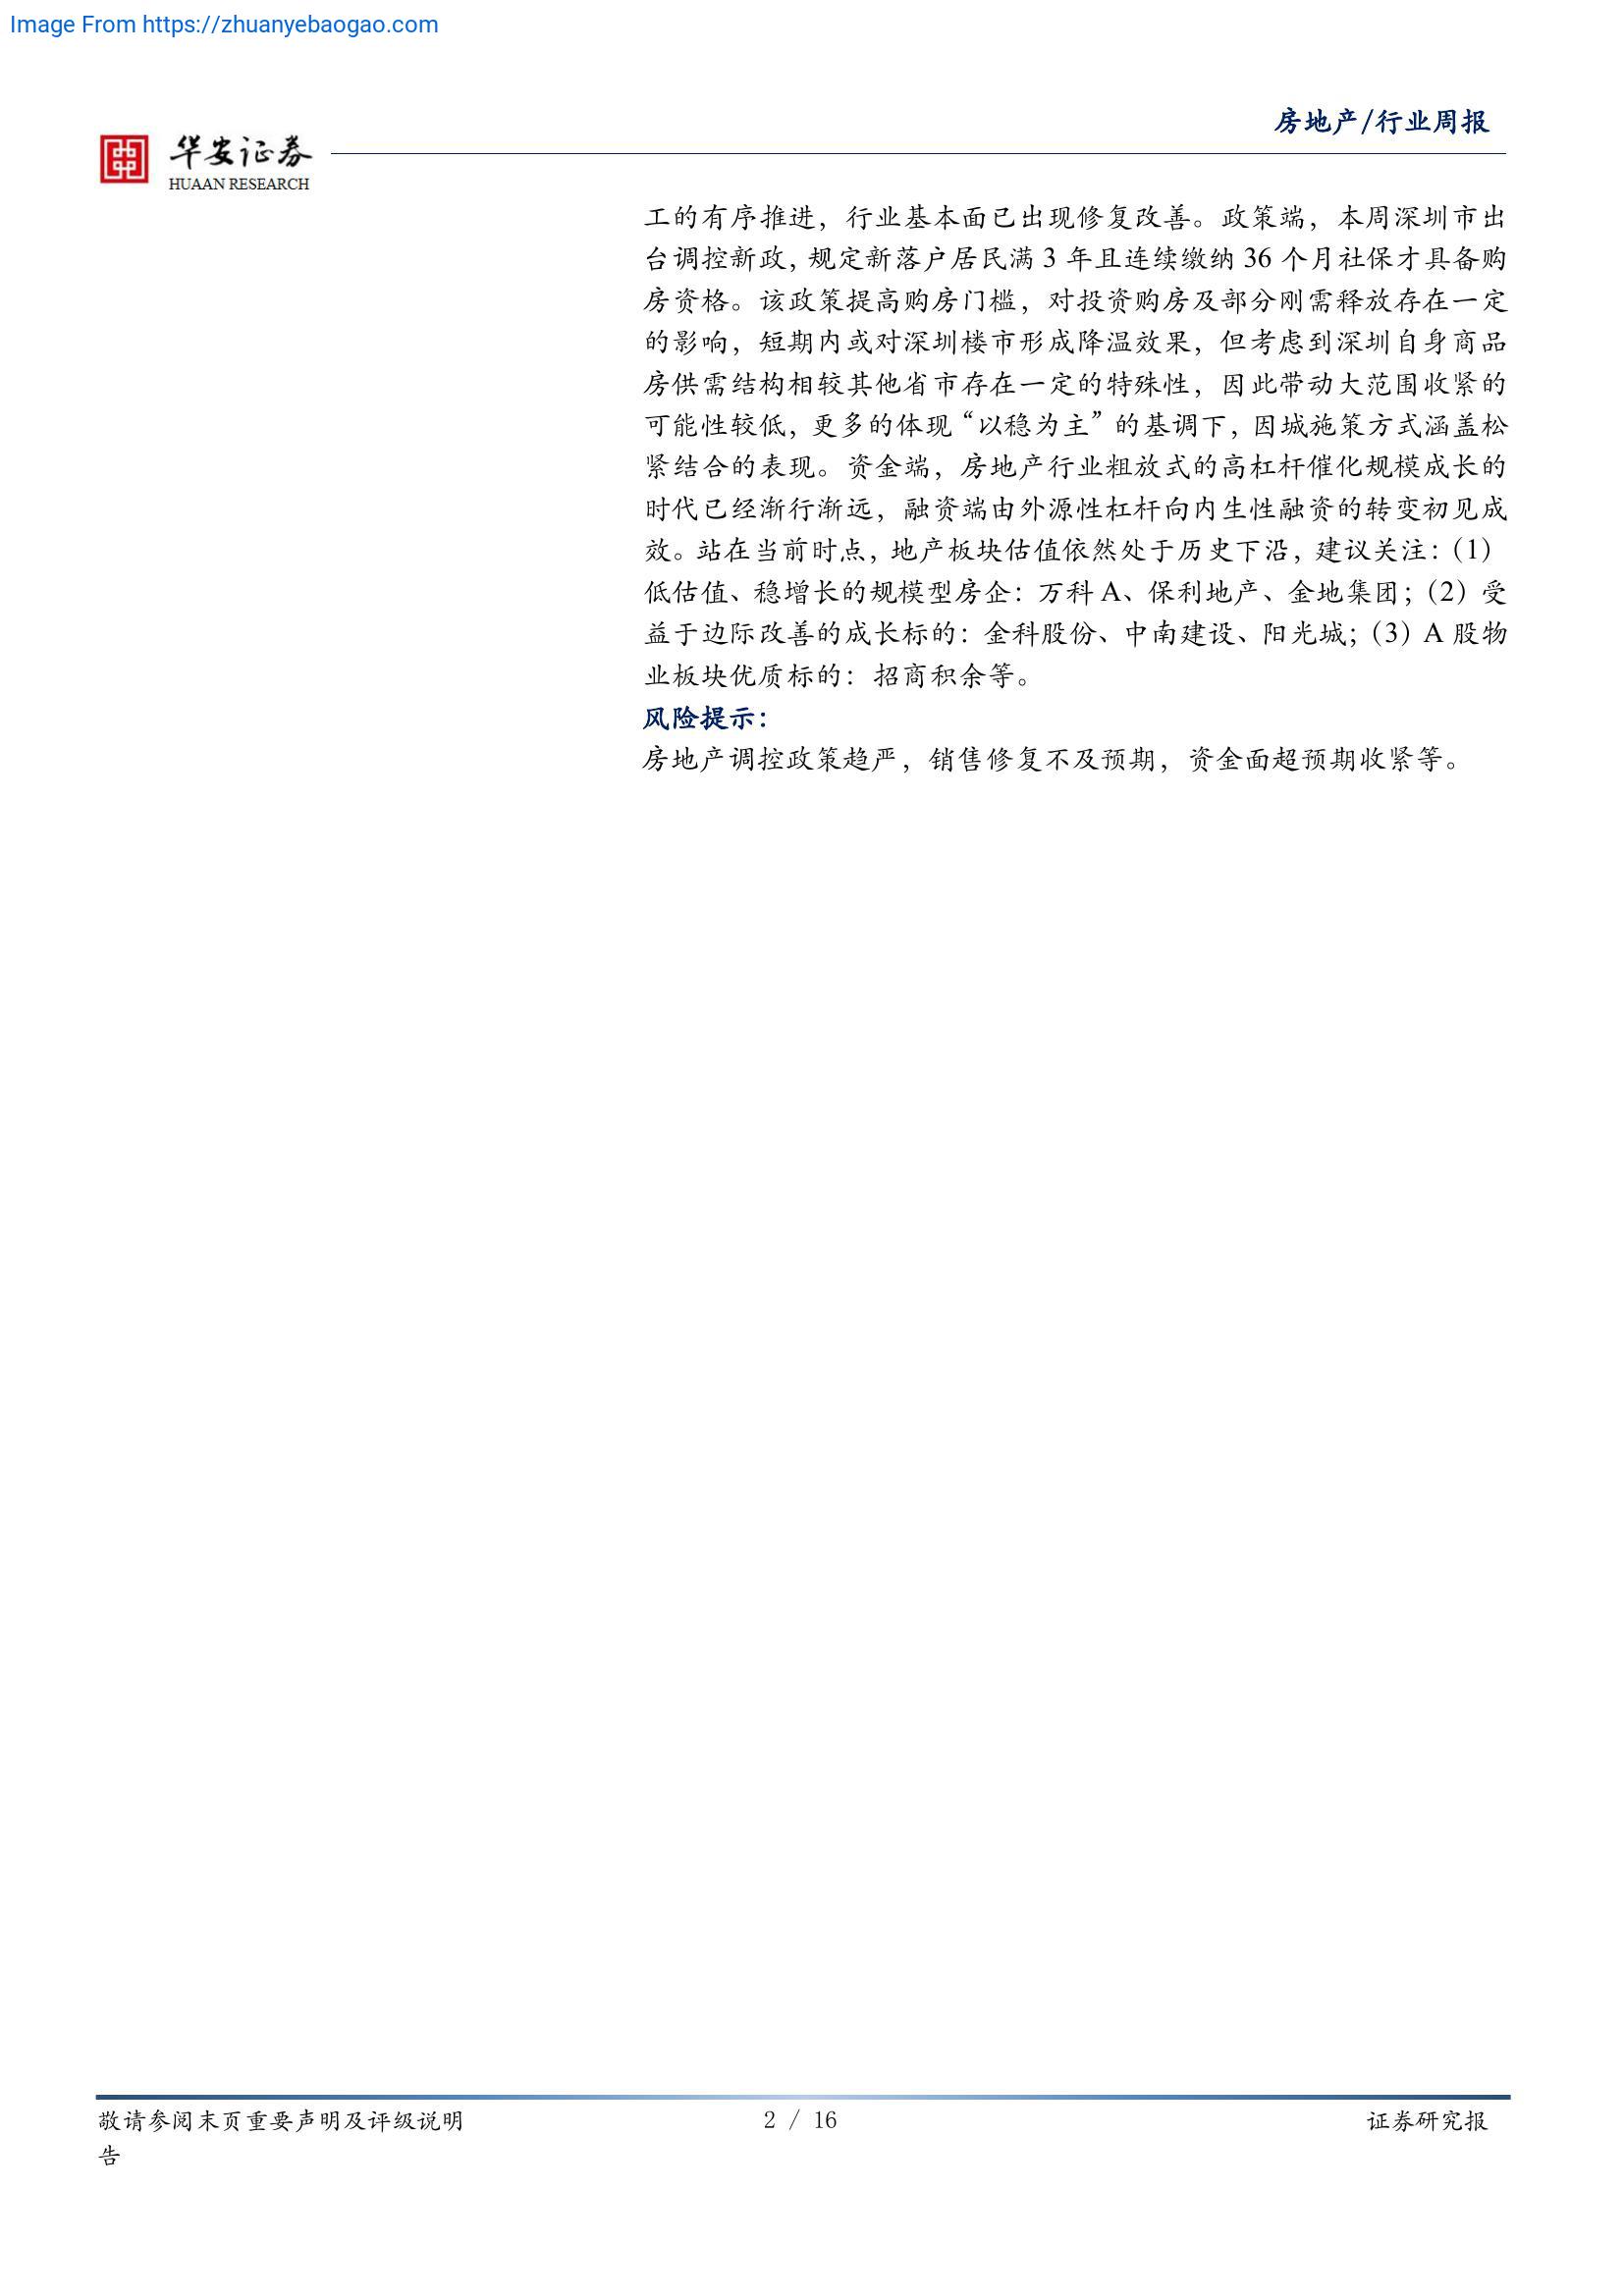 Image From https://zhuanyebaogao.com
房地产/行业周报
华安证券
HUAAN RESEARCH
工的有序推进，行业基本面已出现修复改善。政策端，本周深圳市出
台调控新政，规定新落户居民满 3 年且连续缴纳 36 个月社保才具备购
房资格。该政策提高购房门槛，对投资购房及部分刚需释放存在一定
的影响，短期内或对深圳楼市形成降温效果，但考虑到深圳自身商品
房供需结构相较其他省市存在一定的特殊性，因此带动大范围收紧的
可能性较低，更多的体现“以稳为主”的基调下，因城施策方式涵盖松
紧结合的表现。资金端，房地产行业粗放式的高杠杆催化规模成长的
时代已经渐行渐远，融资端由外源性杠杆向内生性融资的转变初见成
效。站在当前时点，地产板块估值依然处于历史下沿，建议关注：（1）
低估值、稳增长的规模型房企：万科 A、保利地产、金地集团；（2）受
益于边际改善的成长标的：金科股份、中南建设、阳光城；（3）A 股物
业板块优质标的：招商积余等。
风险提示：
房地产调控政策趋严，销售修复不及预期，资金面超预期收紧等。
敬请参阅末页重要声明及评级说明
2 / 16
证券研究报
告